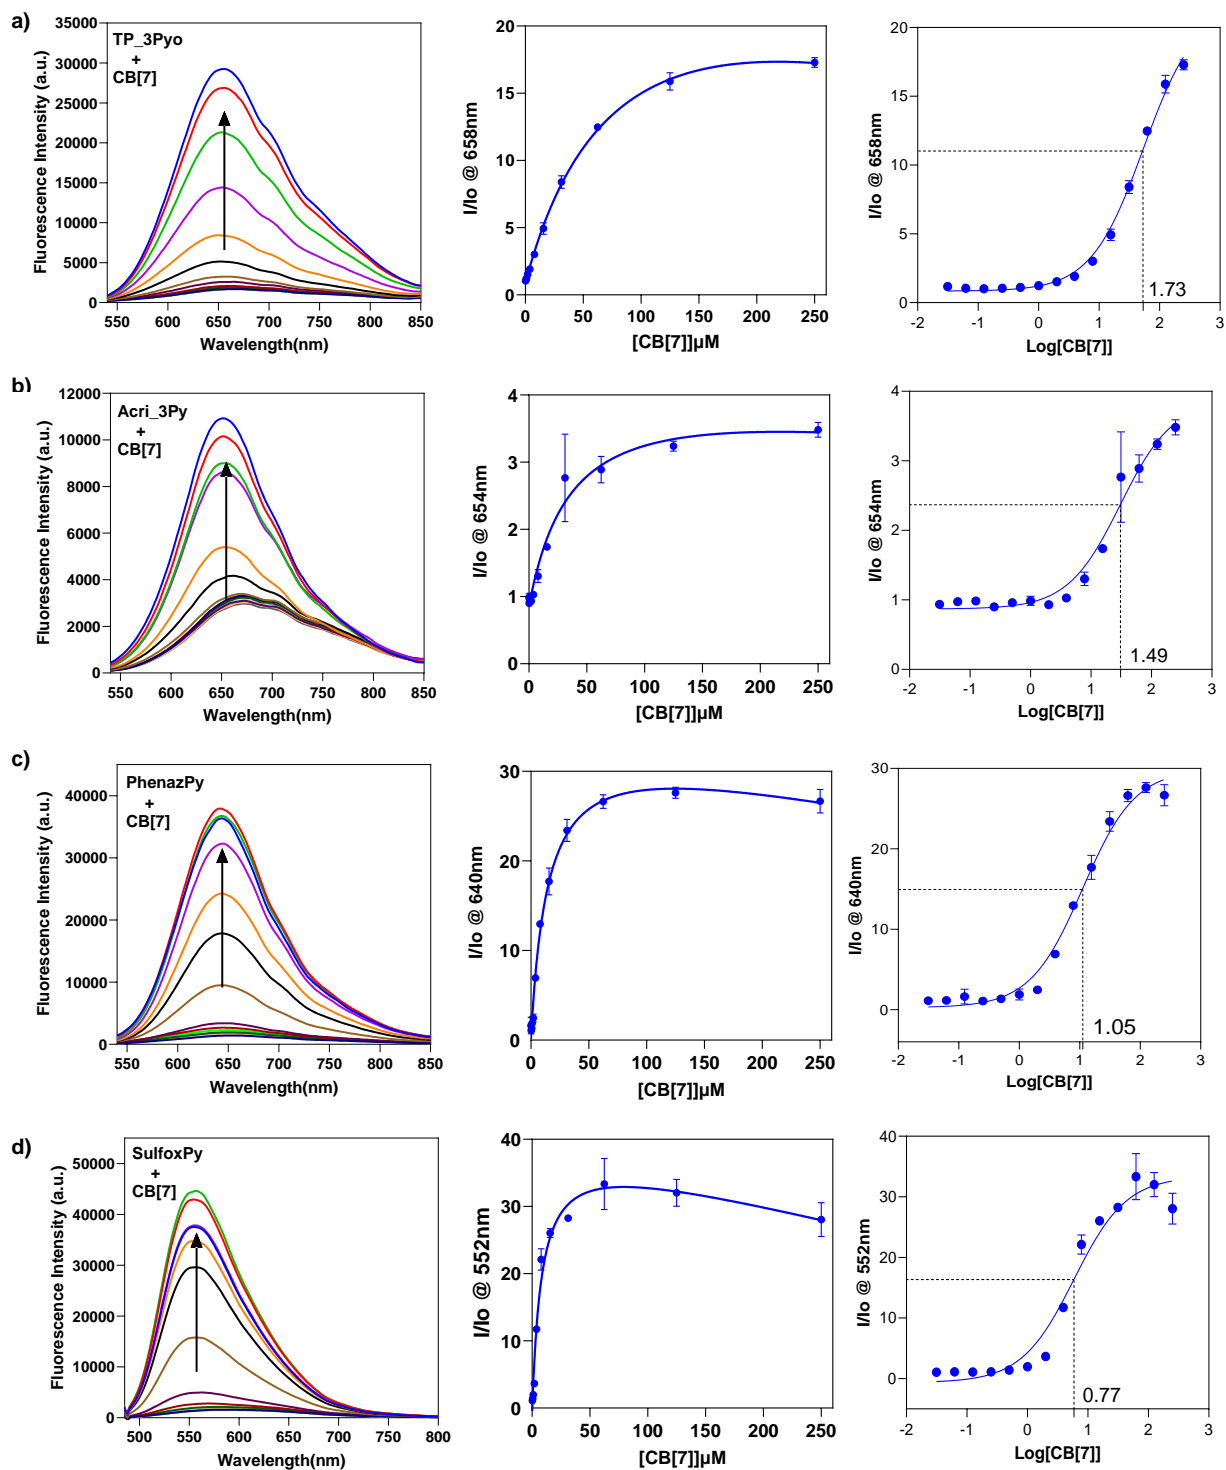 a)
TP_3Pyo
+
CB[7]
Fluorescence Intensity (a.u.)
35000
30000
25000
20000
15000
10000
5000
0
550 600 650 700 750 800 850
Wavelength(nm)
I/Io @ 658nm
20
15
10
5
0
0 50 100 150 200 250
[CB[7]]µM
I/Io @ 658nm
20
15
10
5
0
-2 -1 0 1 2 3
1.73
Log[CB[7]]
b)
Acri_3Py
+
CB[7]
Fluorescence Intensity (a.u.)
12000
10000
8000
6000
4000
2000
0
550 600 650 700 750 800 850
Wavelength(nm)
I/Io @ 654nm
4
3
2
1
0
0 50 100 150 200 250
[CB[7]]µM
I/Io @ 654nm
4
3
2
1
0
-2 -1 0 1 2 3
1.49
Log[CB[7]]
c)
PhenazPy
+
CB[7]
Fluorescence Intensity (a.u.)
40000
30000
20000
10000
0
550 600 650 700 750 800 850
Wavelength(nm)
I/Io @ 640nm
30
20
10
0
0 50 100 150 200 250
[CB[7]]µM
I/Io @ 640nm
30
20
10
0
-2 -1 0 1 2 3
1.05
Log[CB[7]]
d)
SulfoxPy
+
CB[7]
Fluorescence Intensity (a.u.)
50000
40000
30000
20000
10000
0
500 550 600 650 700 750 800
Wavelength(nm)
I/Io @ 552nm
40
30
20
10
0
0 50 100 150 200 250
[CB[7]]µM
I/Io @ 552nm
40
30
20
10
0
-2 -1 0 1 2 3
0.77
Log[CB[7]]